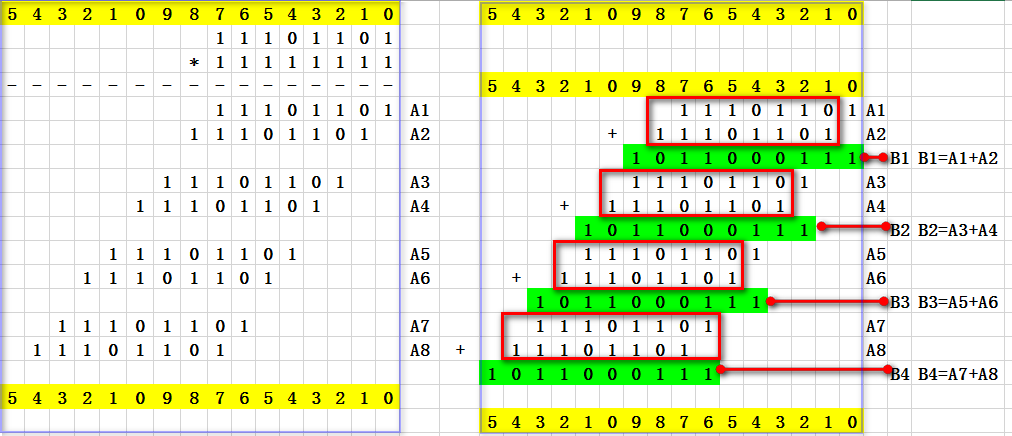 5 4 3 2 1 0 9 8 7 6 5 4 3 2 1 0
1 1 1 0 1 1 0 1
* 1 1 1 1 1 1 1 1
- - - - - - - - - - - - - - - -
1 1 1 0 1 1 0 1 A1
1 1 1 0 1 1 0 1 A2
1 1 1 0 1 1 0 1 A3
1 1 1 0 1 1 0 1 A4
1 1 1 0 1 1 0 1 A5
1 1 1 0 1 1 0 1 A6
1 1 1 0 1 1 0 1 A7
1 1 1 0 1 1 0 1 A8
5 4 3 2 1 0 9 8 7 6 5 4 3 2 1 0
5 4 3 2 1 0 9 8 7 6 5 4 3 2 1 0
5 4 3 2 1 0 9 8 7 6 5 4 3 2 1 0
1 1 1 0 1 1 0 1 A1
+ 1 1 1 0 1 1 0 1 A2
1 0 1 1 0 0 0 1 1 1 B1 B1=A1+A2
1 1 1 0 1 1 0 1 A3
+ 1 1 1 0 1 1 0 1 A4
1 0 1 1 0 0 0 1 1 1 B2 B2=A3+A4
1 1 1 0 1 1 0 1 A5
+ 1 1 1 0 1 1 0 1 A6
1 0 1 1 0 0 0 1 1 1 B3 B3=A5+A6
1 1 1 0 1 1 0 1 A7
+ 1 1 1 0 1 1 0 1 A8
1 0 1 1 0 0 0 1 1 1 B4 B4=A7+A8
5 4 3 2 1 0 9 8 7 6 5 4 3 2 1 0